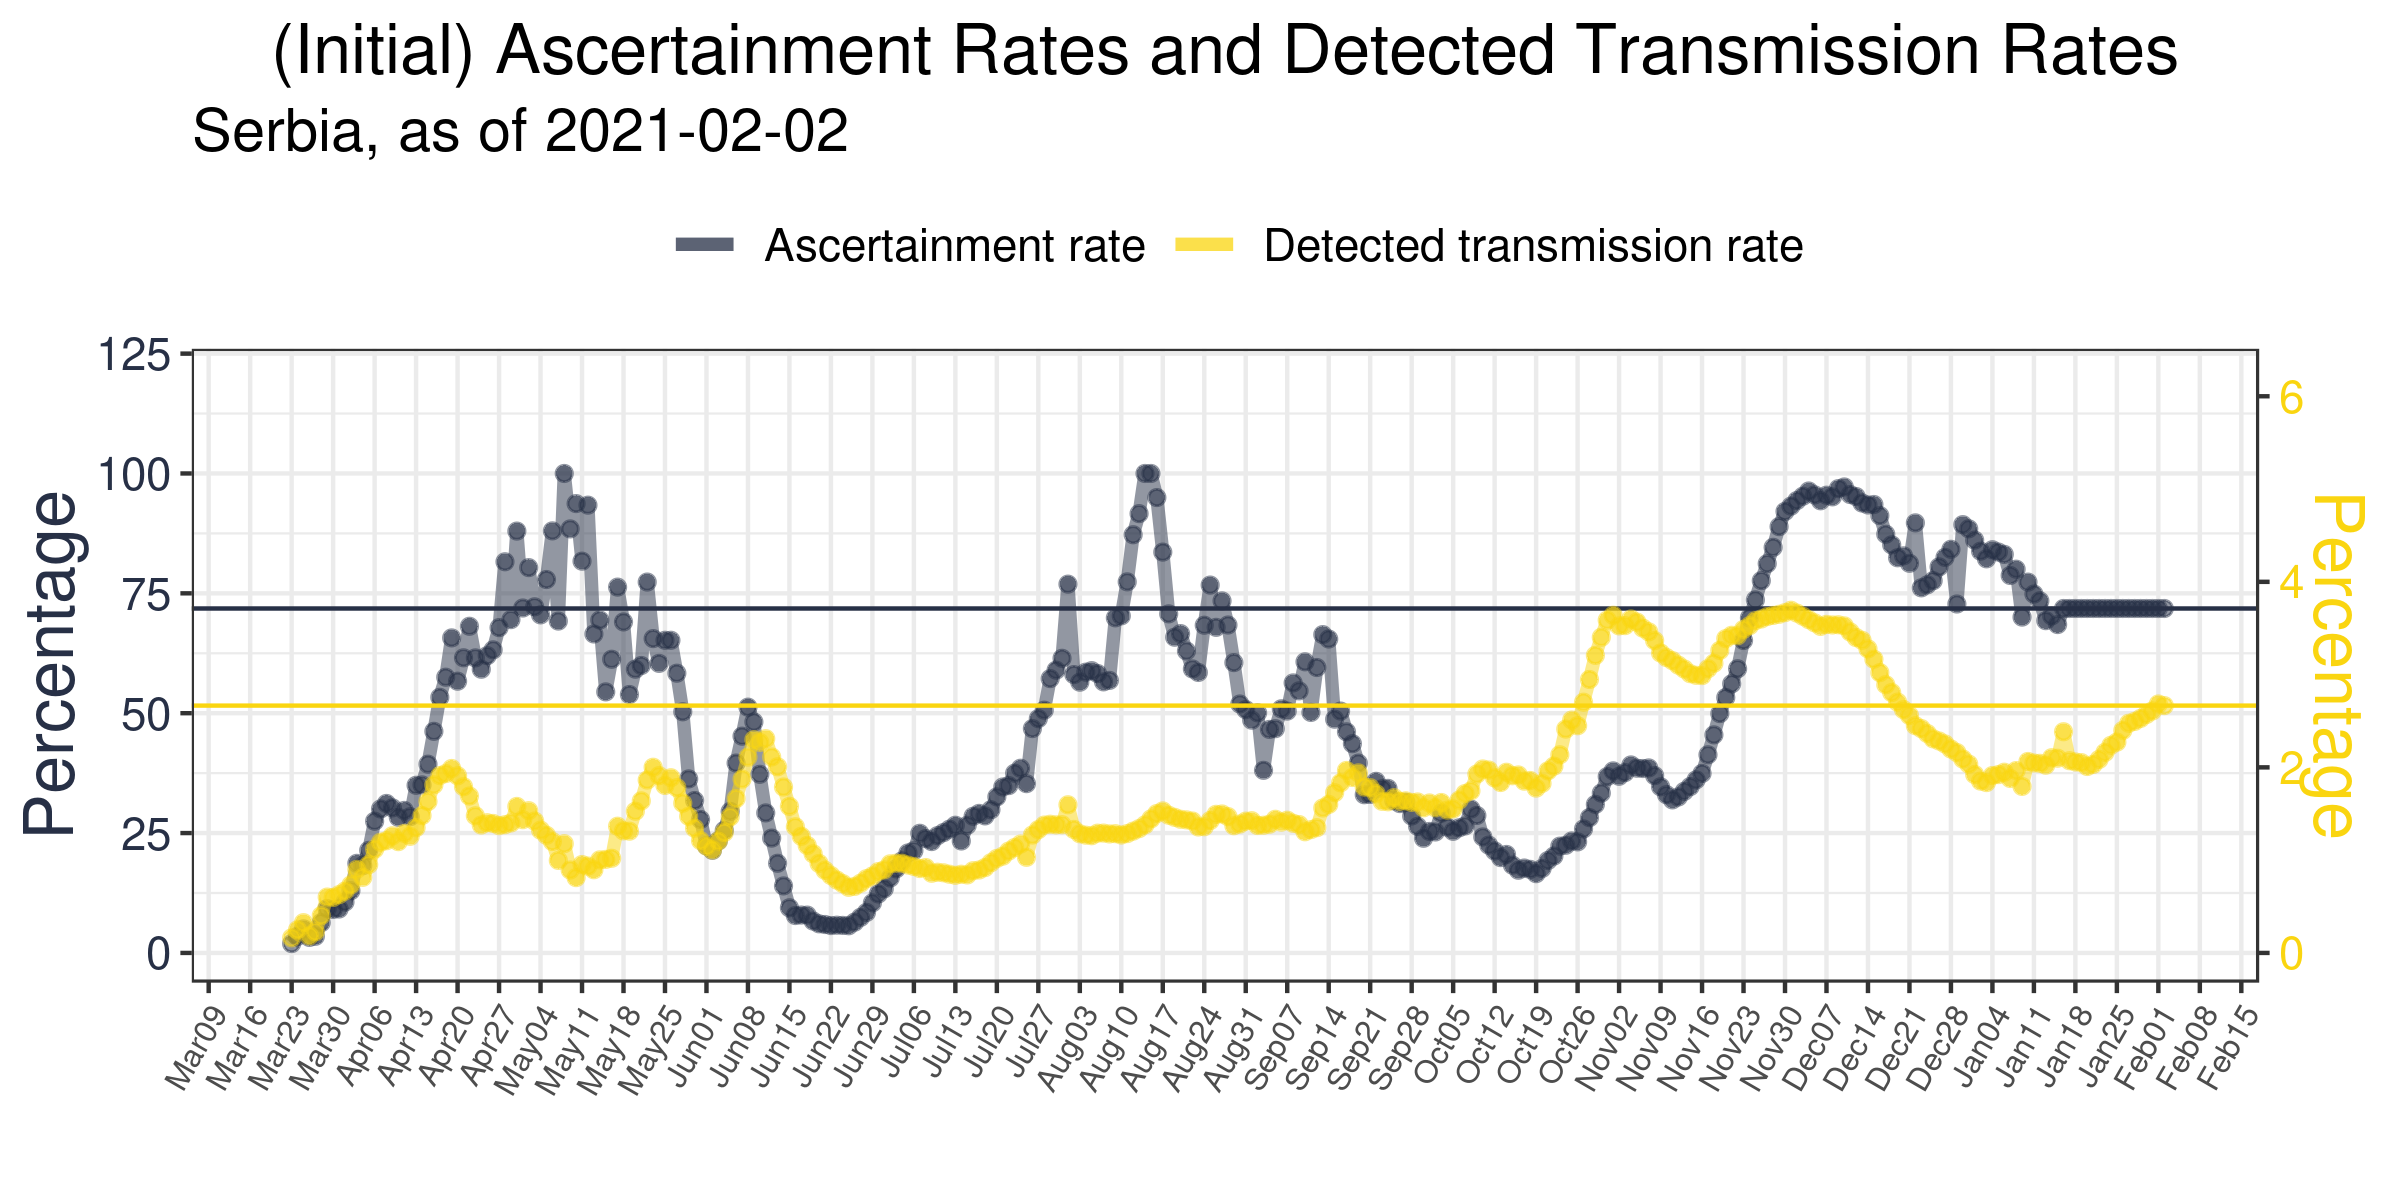 (Initial) Ascertainment Rates and Detected Transmission Rates
Serbia, as of 2021-02-02
Ascertainment rate Detected transmission rate
Percentage
125
100
75
50
25
0
6
4
2
0
Percentage
Mar09 Mar16 Mar23 Mar30 Apr06 Apr13 Apr20 Apr27 May04 May11 May18 May25 Jun01 Jun08 Jun15 Jun22 Jun29 Jul06 Jul13 Jul20 Jul27 Aug03 Aug10 Aug17 Aug24 Aug31 Sep07 Sep14 Sep21 Sep28 Oct05 Oct12 Oct19 Oct26 Nov02 Nov09 Nov16 Nov23 Nov30 Dec07 Dec14 Dec21 Dec28 Jan04 Jan11 Jan18 Jan25 Feb01 Feb08 Feb15